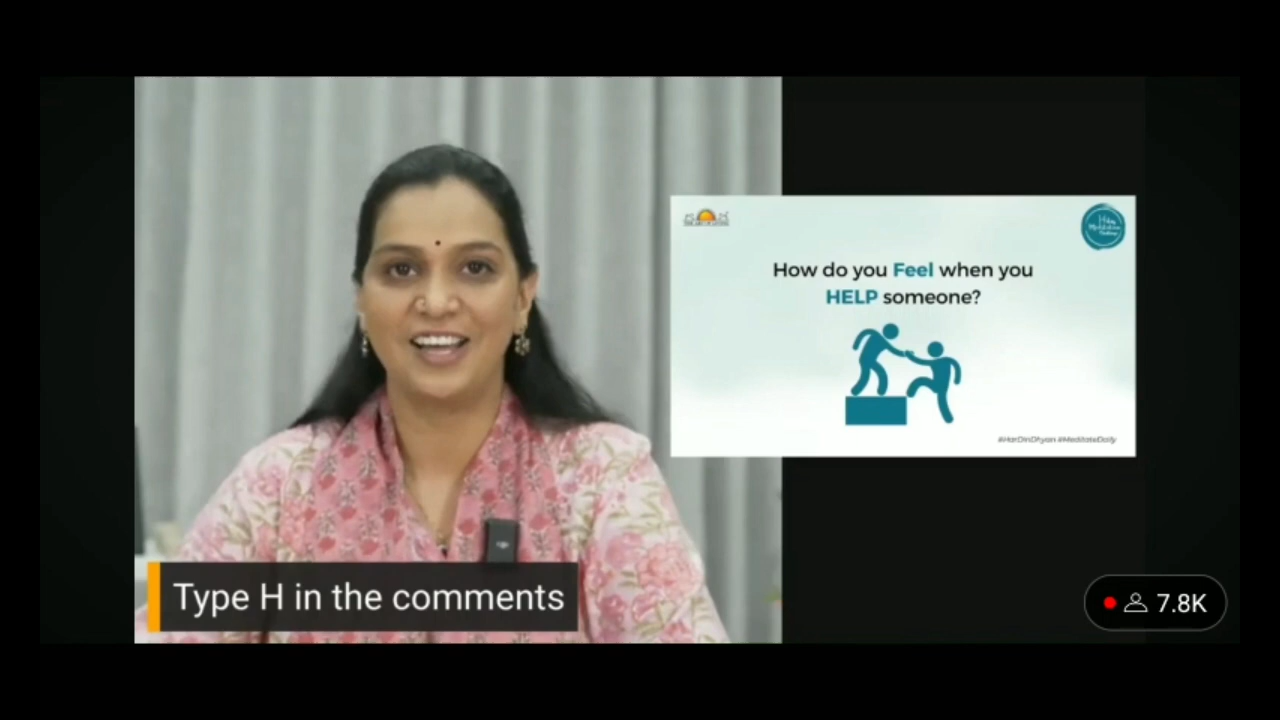 How do you Feel when you
HELP someone?
#HarDinDhyan #MeditateDaily
Type H in the comments
7.8K